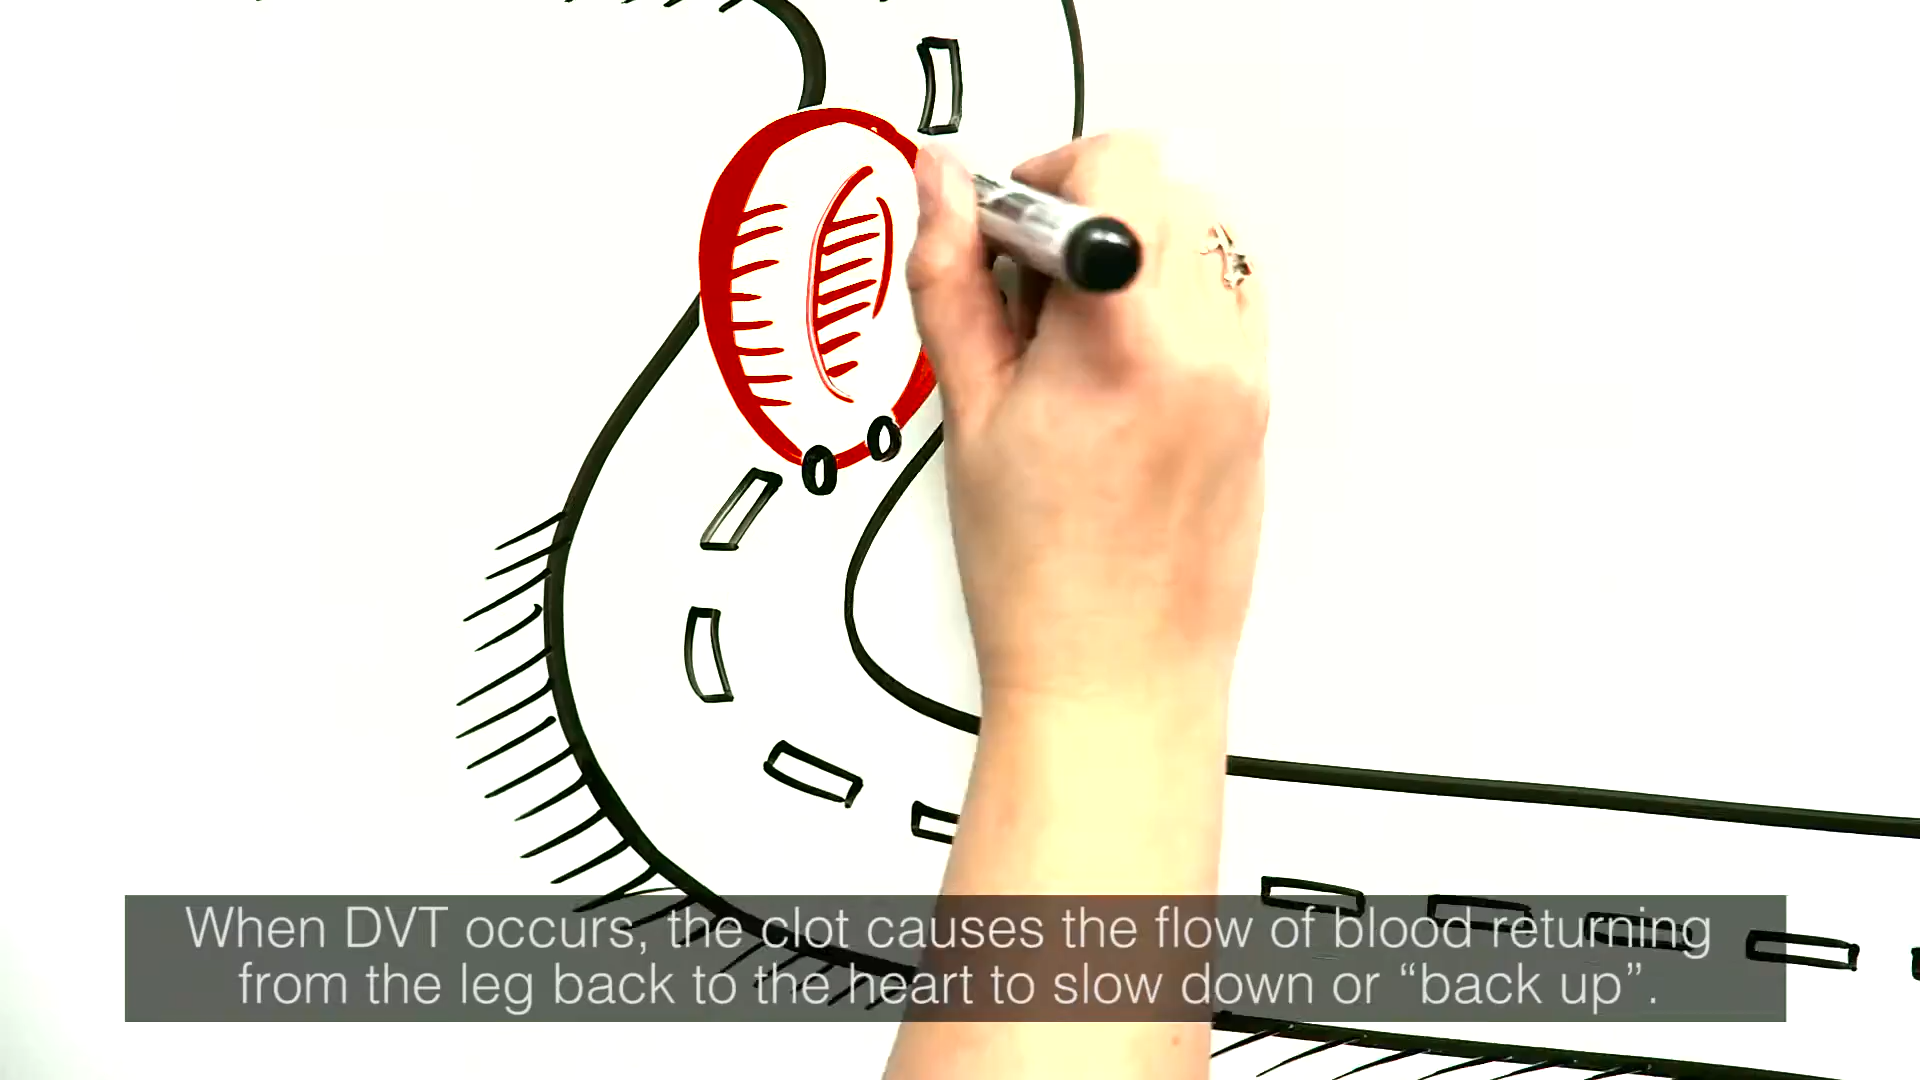 When DVT occurs, the clot causes the flow of blood returning
from the leg back to the heart to slow down or “back up”.